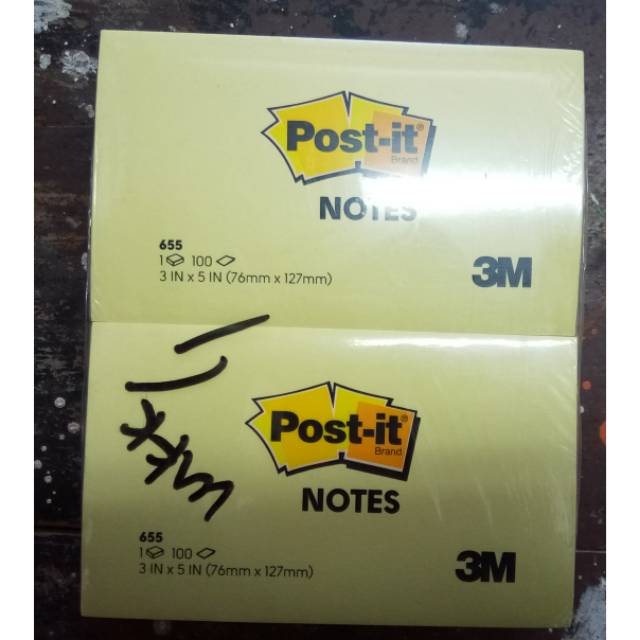 Post-it®
Brand
NOTES
655
1 100
3 IN x 5 IN (76mm x 127mm)
3M
Post-it®
Brand
NOTES
655
1 100
3 IN x 5 IN (76mm x 127mm)
3M